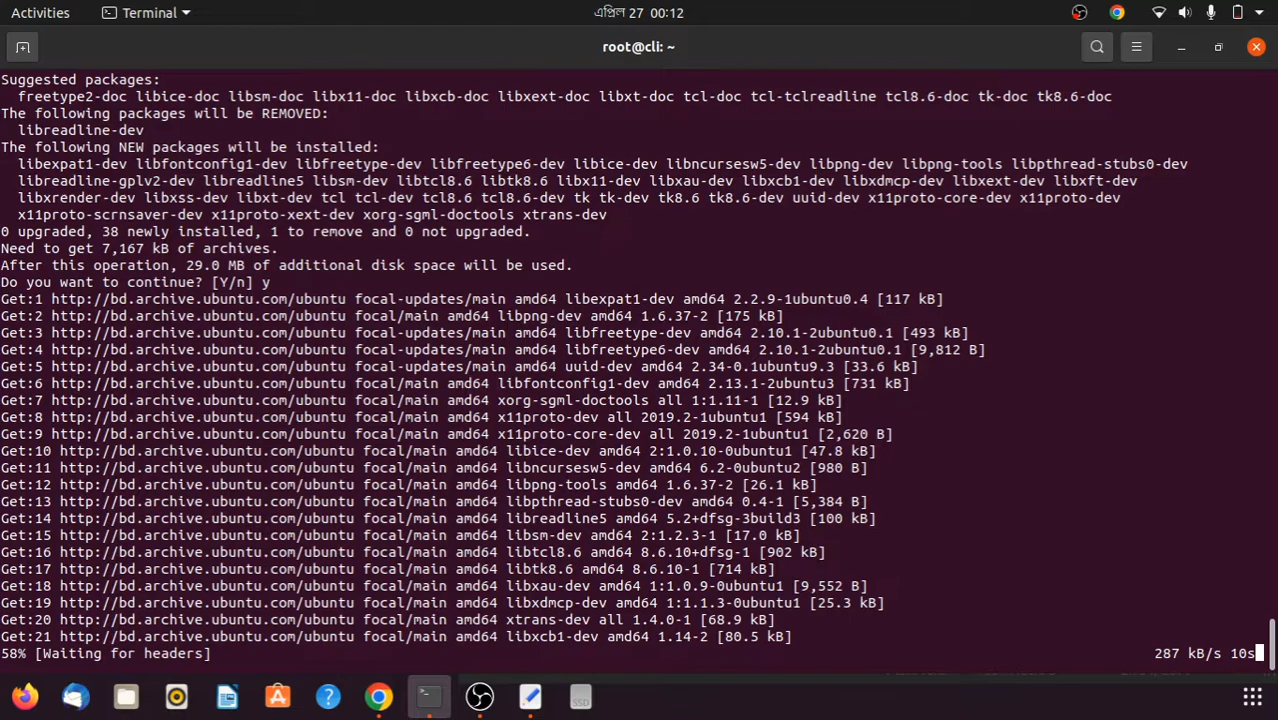 Activities
Terminal
এপ্রিল 27 00:12
root@cli: ~
Suggested packages:
freetype2-doc libice-doc libsm-doc libx11-doc libxcb-doc libxext-doc libxt-doc tcl-doc tcl-tclreadline tcl8.6-doc tk-doc tk8.6-doc
The following packages will be REMOVED:
libreadline-dev
The following NEW packages will be installed:
libexpat1-dev libfontconfig1-dev libfreetype-dev libfreetype6-dev libice-dev libncursesw5-dev libpng-dev libpng-tools libpthread-stubs0-dev
libreadline-gplv2-dev libreadline5 libsm-dev libtcl8.6 libtk8.6 libx11-dev libxau-dev libxcb1-dev libxdmcp-dev libxext-dev libxft-dev
libxrender-dev libxss-dev libxt-dev tcl tcl-dev tcl8.6 tcl8.6-dev tk tk-dev tk8.6 tk8.6-dev uuid-dev x11proto-core-dev x11proto-dev
x11proto-scrnsaver-dev x11proto-xext-dev xorg-sgml-doctools xtrans-dev
0 upgraded, 38 newly installed, 1 to remove and 0 not upgraded.
Need to get 7,167 kB of archives.
After this operation, 29.0 MB of additional disk space will be used.
Do you want to continue? [Y/n] y
Get:1 http://bd.archive.ubuntu.com/ubuntu focal-updates/main amd64 libexpat1-dev amd64 2.2.9-1ubuntu0.4 [117 kB]
Get:2 http://bd.archive.ubuntu.com/ubuntu focal/main amd64 libpng-dev amd64 1.6.37-2 [175 kB]
Get:3 http://bd.archive.ubuntu.com/ubuntu focal-updates/main amd64 libfreetype-dev amd64 2.10.1-2ubuntu0.1 [493 kB]
Get:4 http://bd.archive.ubuntu.com/ubuntu focal-updates/main amd64 libfreetype6-dev amd64 2.10.1-2ubuntu0.1 [9,812 B]
Get:5 http://bd.archive.ubuntu.com/ubuntu focal-updates/main amd64 uuid-dev amd64 2.34-0.1ubuntu9.3 [33.6 kB]
Get:6 http://bd.archive.ubuntu.com/ubuntu focal/main amd64 libfontconfig1-dev amd64 2.13.1-2ubuntu3 [731 kB]
Get:7 http://bd.archive.ubuntu.com/ubuntu focal/main amd64 xorg-sgml-doctools all 1:1.11-1 [12.9 kB]
Get:8 http://bd.archive.ubuntu.com/ubuntu focal/main amd64 x11proto-dev all 2019.2-1ubuntu1 [594 kB]
Get:9 http://bd.archive.ubuntu.com/ubuntu focal/main amd64 x11proto-core-dev all 2019.2-1ubuntu1 [2,620 B]
Get:10 http://bd.archive.ubuntu.com/ubuntu focal/main amd64 libice-dev amd64 2:1.0.10-0ubuntu1 [47.8 kB]
Get:11 http://bd.archive.ubuntu.com/ubuntu focal/main amd64 libncursesw5-dev amd64 6.2-0ubuntu2 [980 B]
Get:12 http://bd.archive.ubuntu.com/ubuntu focal/main amd64 libpng-tools amd64 1.6.37-2 [26.1 kB]
Get:13 http://bd.archive.ubuntu.com/ubuntu focal/main amd64 libpthread-stubs0-dev amd64 0.4-1 [5,384 B]
Get:14 http://bd.archive.ubuntu.com/ubuntu focal/main amd64 libreadline5 amd64 5.2+dfsg-3build3 [100 kB]
Get:15 http://bd.archive.ubuntu.com/ubuntu focal/main amd64 libsm-dev amd64 2:1.2.3-1 [17.0 kB]
Get:16 http://bd.archive.ubuntu.com/ubuntu focal/main amd64 libtcl8.6 amd64 8.6.10+dfsg-1 [902 kB]
Get:17 http://bd.archive.ubuntu.com/ubuntu focal/main amd64 libtk8.6 amd64 8.6.10-1 [714 kB]
Get:18 http://bd.archive.ubuntu.com/ubuntu focal/main amd64 libxau-dev amd64 1:1.0.9-0ubuntu1 [9,552 B]
Get:19 http://bd.archive.ubuntu.com/ubuntu focal/main amd64 libxdmcp-dev amd64 1:1.1.3-0ubuntu1 [25.3 kB]
Get:20 http://bd.archive.ubuntu.com/ubuntu focal/main amd64 xtrans-dev all 1.4.0-1 [68.9 kB]
Get:21 http://bd.archive.ubuntu.com/ubuntu focal/main amd64 libxcb1-dev amd64 1.14-2 [80.5 kB]
58% [Waiting for headers] 287 kB/s 10s
SSD